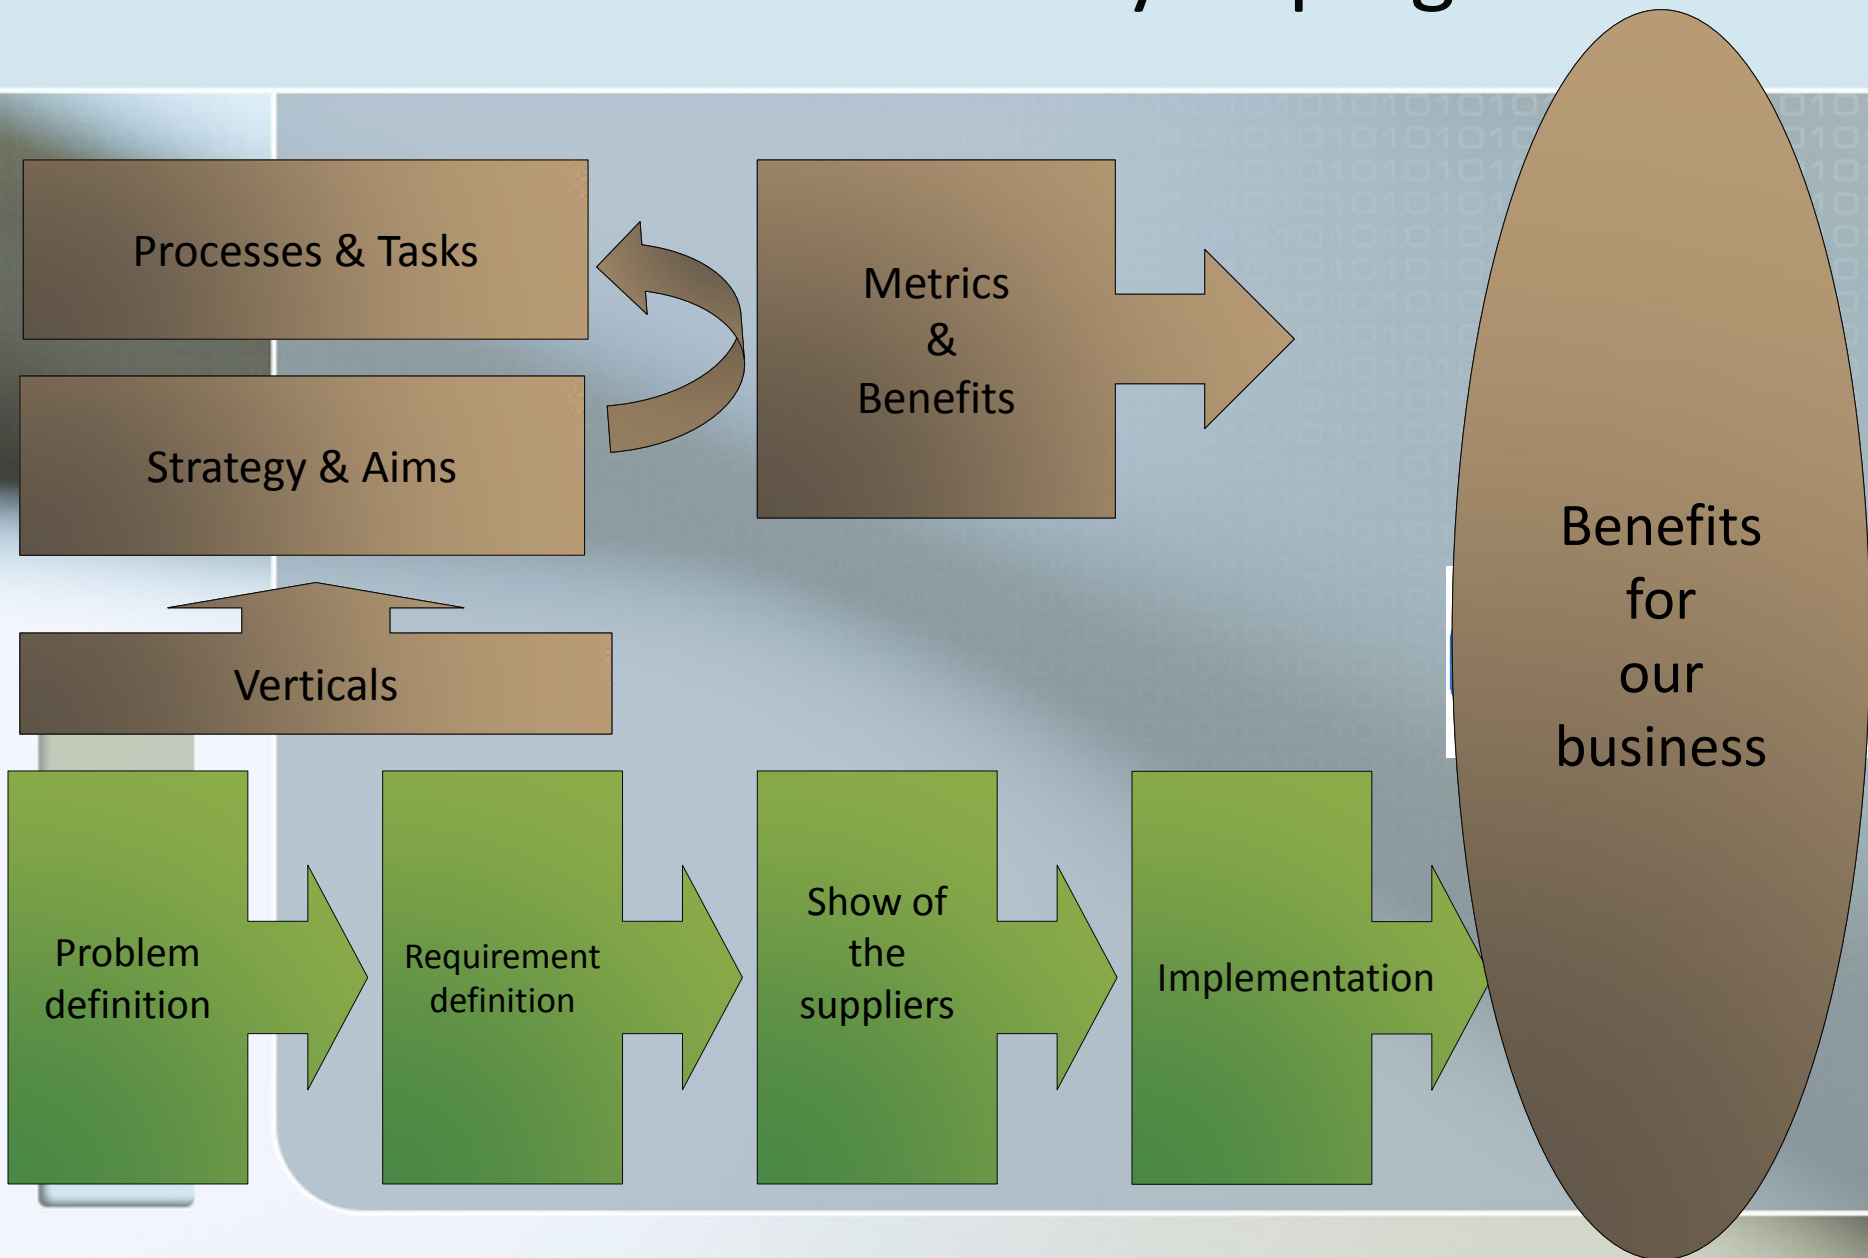 Processes & Tasks
Metrics
&
Benefits
Strategy & Aims
Verticals
Benefits
for
our
business
Problem
definition
Requirement
definition
Show of
the
suppliers
Implementation